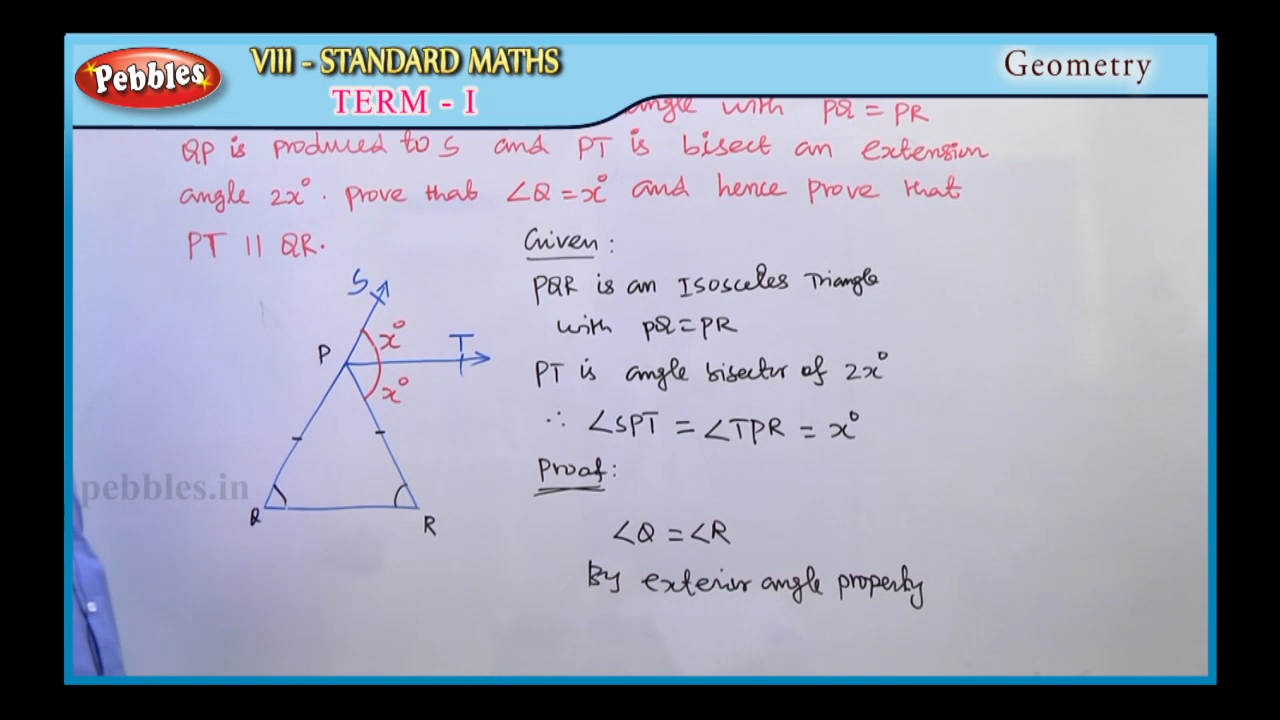 Pebbles
VIII - STANDARD MATHS
TERM - I
Geometry
angle with PQ = PR
QP is produced to S and PT is bisect an extension
angle 2x°. prove that ∠Q = x° and hence prove that
PT || QR.
Given :
PQR is an Isosceles Triangle
with PQ = PR
PT is angle bisector of 2x°
∴ ∠SPT = ∠TPR = x°
Proof :
∠Q = ∠R
By exterior angle property
S
x°
T
P
x°
Q
R
pebbles.in